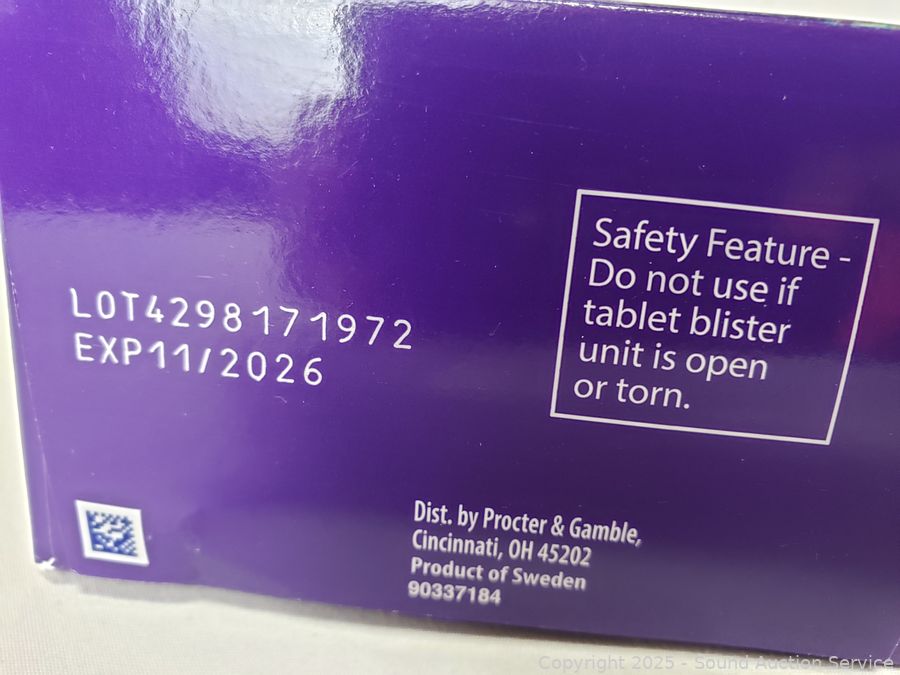 LOT4298171972
EXP11/2026
Safety Feature -
Do not use if
tablet blister
unit is open
or torn.
Dist. by Procter & Gamble,
Cincinnati, OH 45202
Product of Sweden
90337184
Copyright 2025 - Sound Auction Service